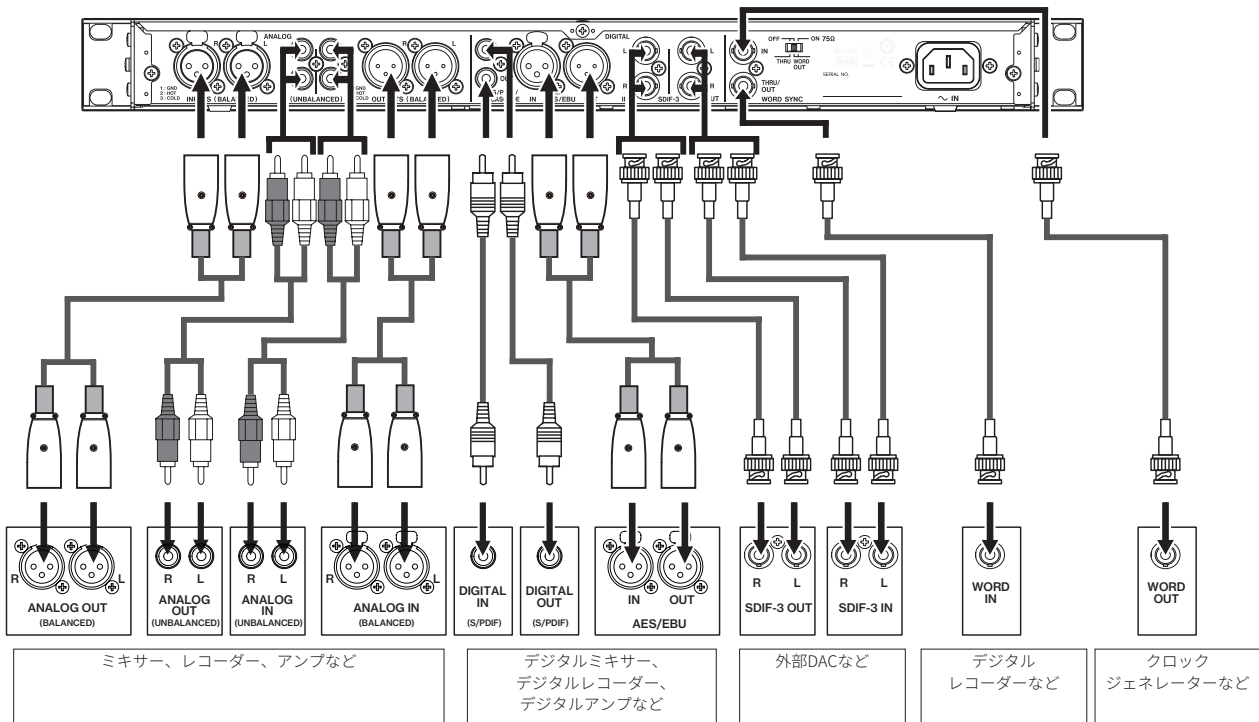 ANALOG
DIGITAL
R
L
L
L
R
L
R
R
IN
OFF
ON 75Ω
THRU WORD
OUT
THRU/
OUT
WORD SYNC
SERIAL NO.
IN
1 : GND
2 : HOT
3 : COLD
(BALANCED)
(UNBALANCED)
GND
HOT
COLD
(BALANCED)
IN
SDIF-3
R
L
ANALOG OUT
(BALANCED)
R
L
ANALOG
OUT
(UNBALANCED)
R
L
ANALOG
IN
(UNBALANCED)
R
L
ANALOG IN
(BALANCED)
DIGITAL
IN
(S/PDIF)
DIGITAL
OUT
(S/PDIF)
IN
OUT
AES/EBU
R
L
SDIF-3 OUT
R
L
SDIF-3 IN
WORD
IN
WORD
OUT
ミキサー、レコーダー、アンプなど
デジタルミキサー、
デジタルレコーダー、
デジタルアンプなど
外部DACなど
デジタル
レコーダーなど
クロック
ジェネレーターなど